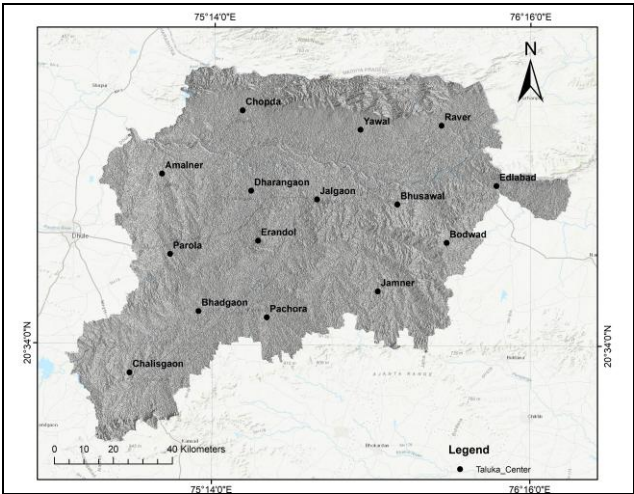 75°14'0"E
76°16'0"E
N
Chopda
Yawal
Raver
Amalner
Edlabad
Dharangaon
Jalgaon
Bhusawal
Dhule
Erandol
Bodwad
Parola
Jamner
Bhadgaon
Pachora
20°34'0"N
20°34'0"N
Chalisgaon
0 10 20 40 Kilometers
Legend
Taluka_Center
75°14'0"E
76°16'0"E